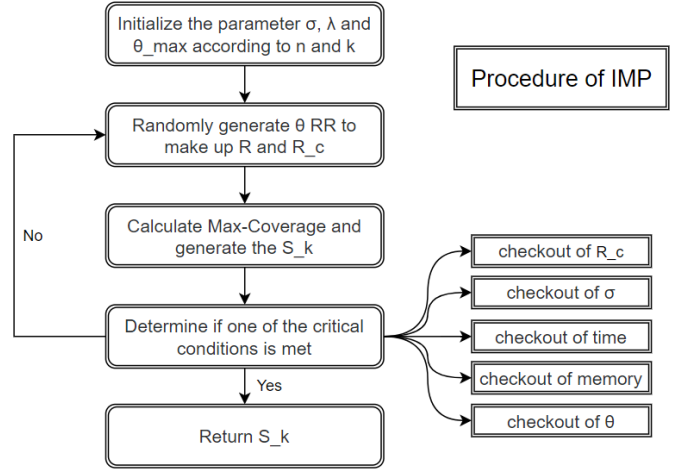 Initialize the parameter σ, λ and
θ_max according to n and k
Procedure of IMP
Randomly generate θ RR to
make up R and R_c
No
Calculate Max-Coverage and
generate the S_k
checkout of R_c
checkout of σ
Determine if one of the critical
conditions is met
checkout of time
checkout of memory
Yes
checkout of θ
Return S_k